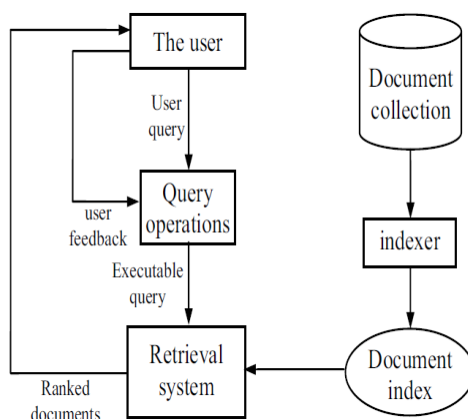 The user
Document
collection
User
query
Query
operations
user
feedback
indexer
Executable
query
Retrieval
system
Document
index
Ranked
documents